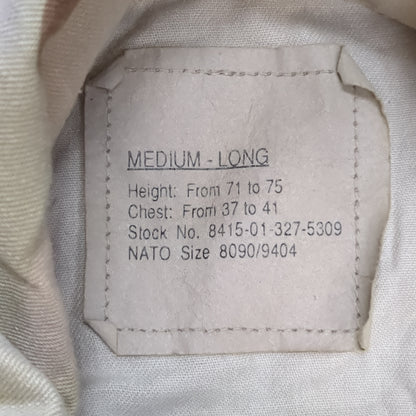 MEDIUM - LONG
Height: From 71 to 75
Chest: From 37 to 41
Stock No. 8415-01-327-5309
NATO Size 8090/9404